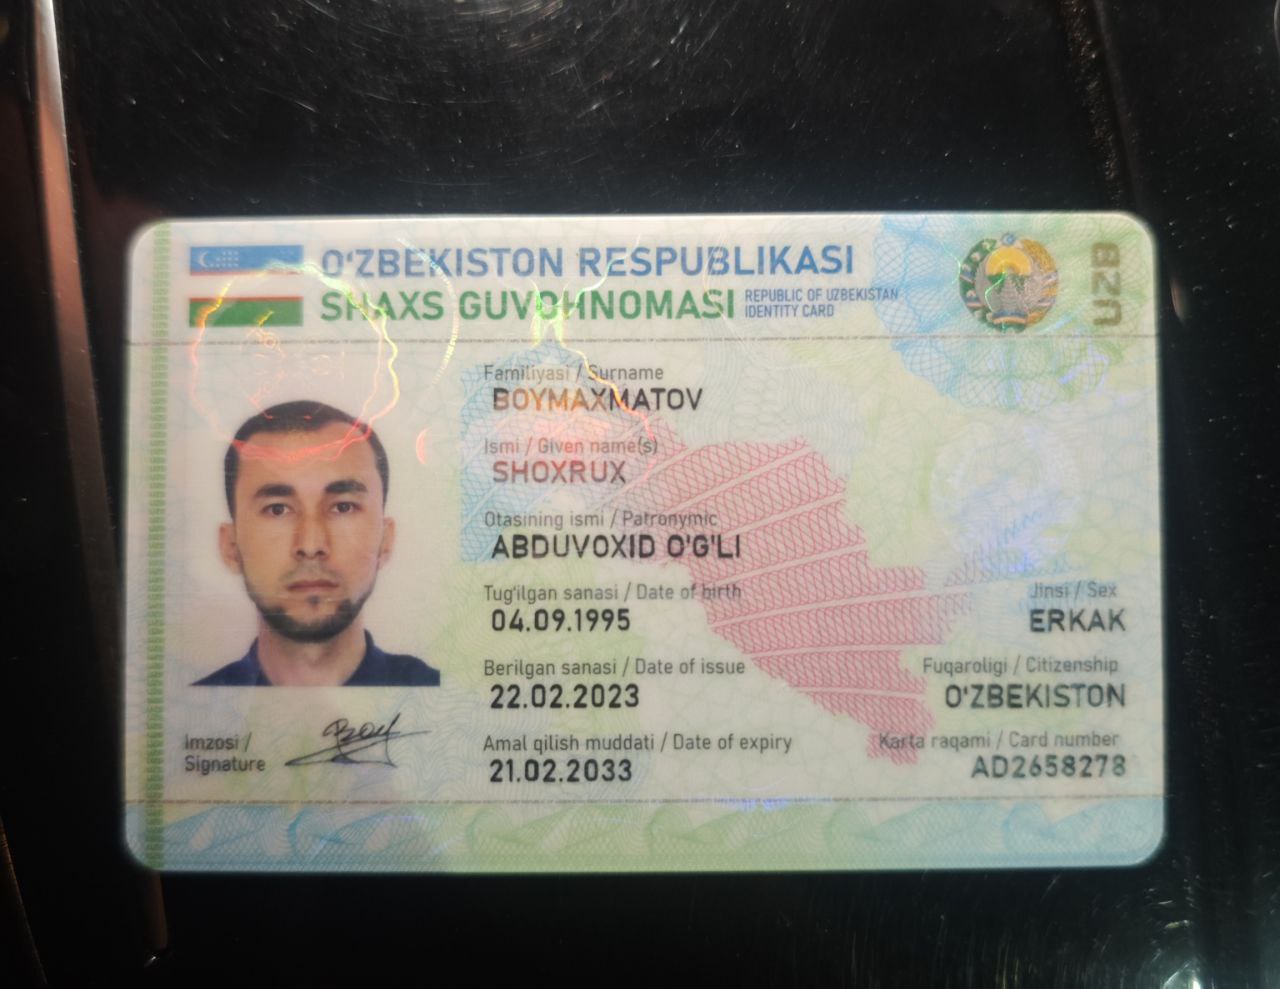 O'ZBEKISTON RESPUBLIKASI
SHAXS GUVOHNOMASI
REPUBLIC OF UZBEKISTAN
IDENTITY CARD
UZB
Familiyasi / Surname
BOYMAXMATOV
Ismi / Given name(s)
SHOXRUX
Otasining ismi / Patronymic
ABDUVOXID O'G'LI
Tug'ilgan sanasi / Date of birth
04.09.1995
Jinsi / Sex
ERKAK
Berilgan sanasi / Date of issue
22.02.2023
Fuqaroligi / Citizenship
O'ZBEKISTON
Imzosi /
Signature
Amal qilish muddati / Date of expiry
21.02.2033
Karta raqami / Card number
AD2658278